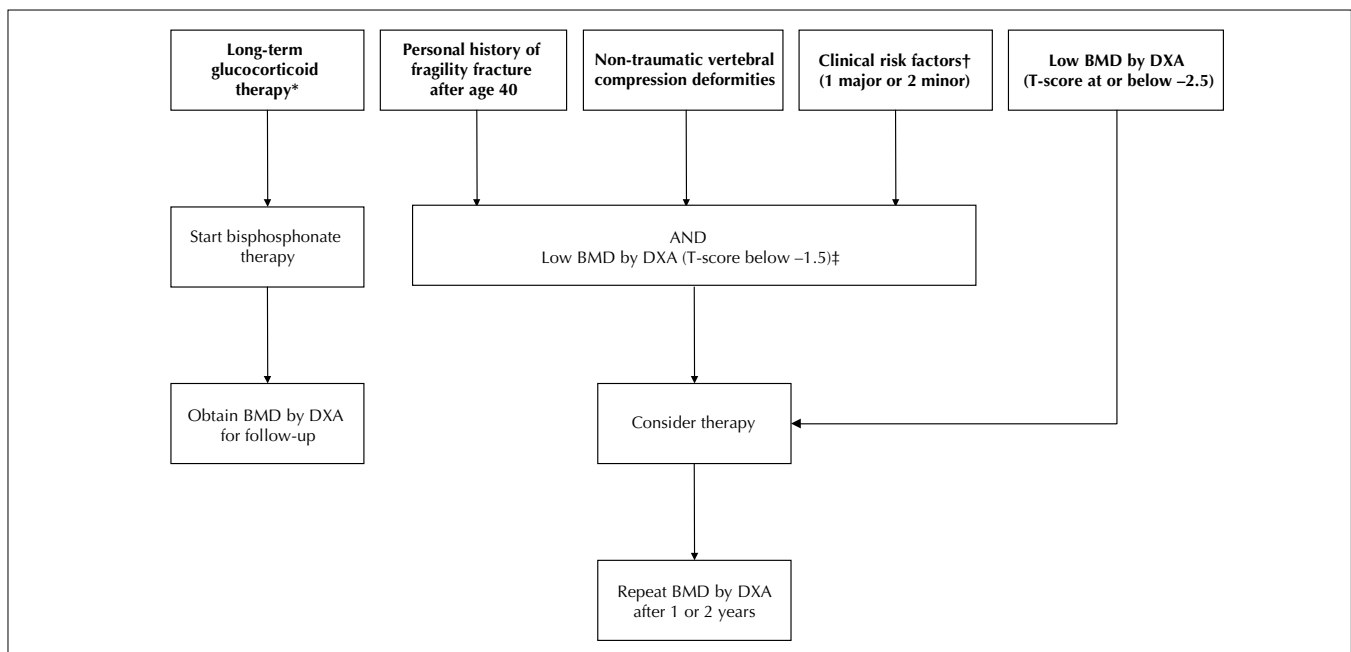 Long-term
glucocorticoid
therapy*
Personal history of
fragility fracture
after age 40
Non-traumatic vertebral
compression deformities
Clinical risk factors†
(1 major or 2 minor)
Low BMD by DXA
(T-score at or below –2.5)
Start bisphosphonate
therapy
AND
Low BMD by DXA (T-score below –1.5)‡
Obtain BMD by DXA
for follow-up
Consider therapy
Repeat BMD by DXA
after 1 or 2 years